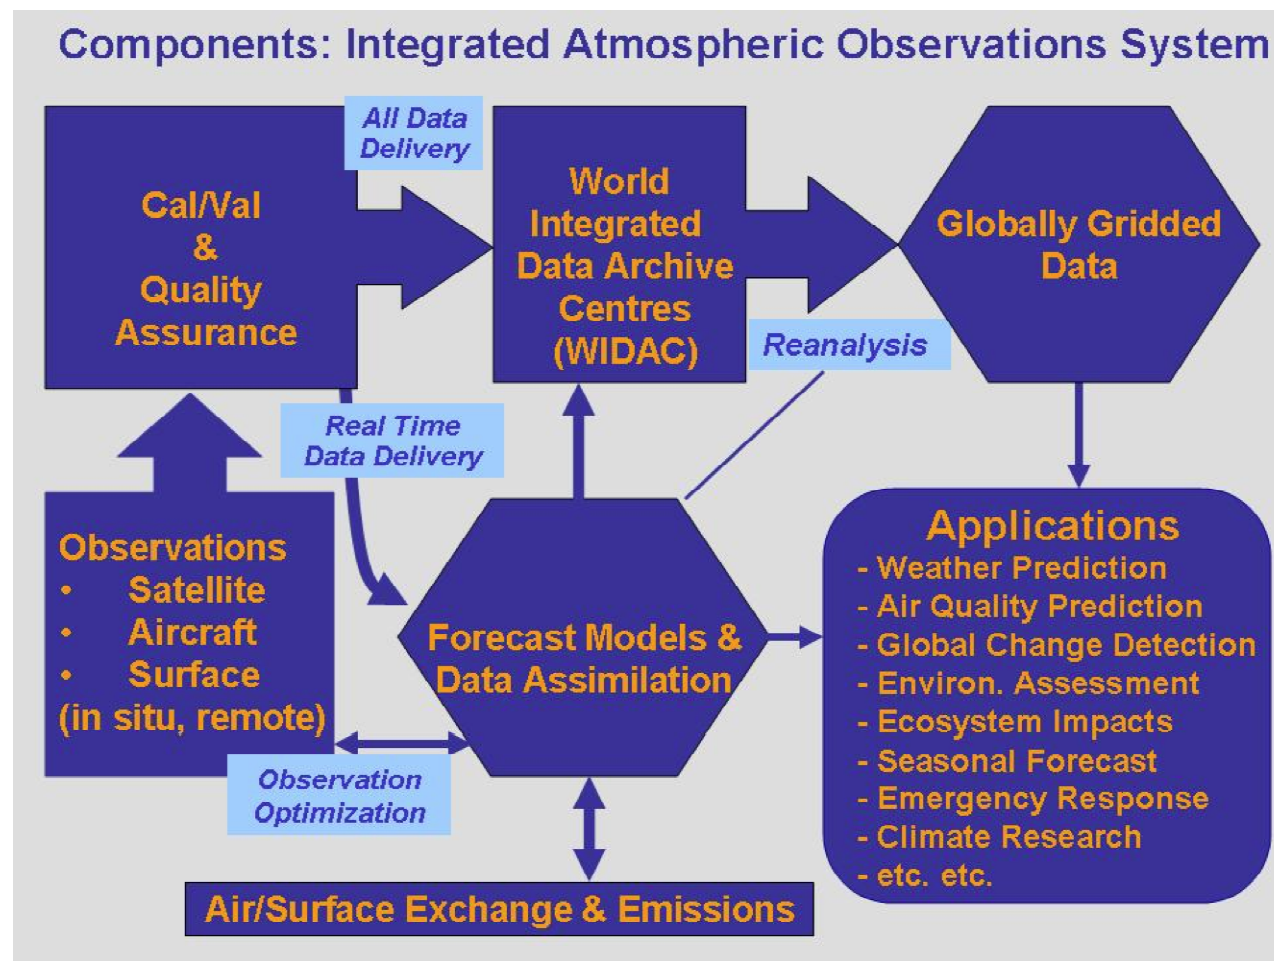 Components: Integrated Atmospheric Observations System
All Data
Delivery
Cal/Val
&
Quality
Assurance
World
Integrated
Data Archive
Centres
(WIDAC)
Globally Gridded
Data
Reanalysis
Real Time
Data Delivery
Observations
• Satellite
• Aircraft
• Surface
(in situ, remote)
Forecast Models &
Data Assimilation
Observation
Optimization
Air/Surface Exchange & Emissions
Applications
- Weather Prediction
- Air Quality Prediction
- Global Change Detection
- Environ. Assessment
- Ecosystem Impacts
- Seasonal Forecast
- Emergency Response
- Climate Research
- etc. etc.